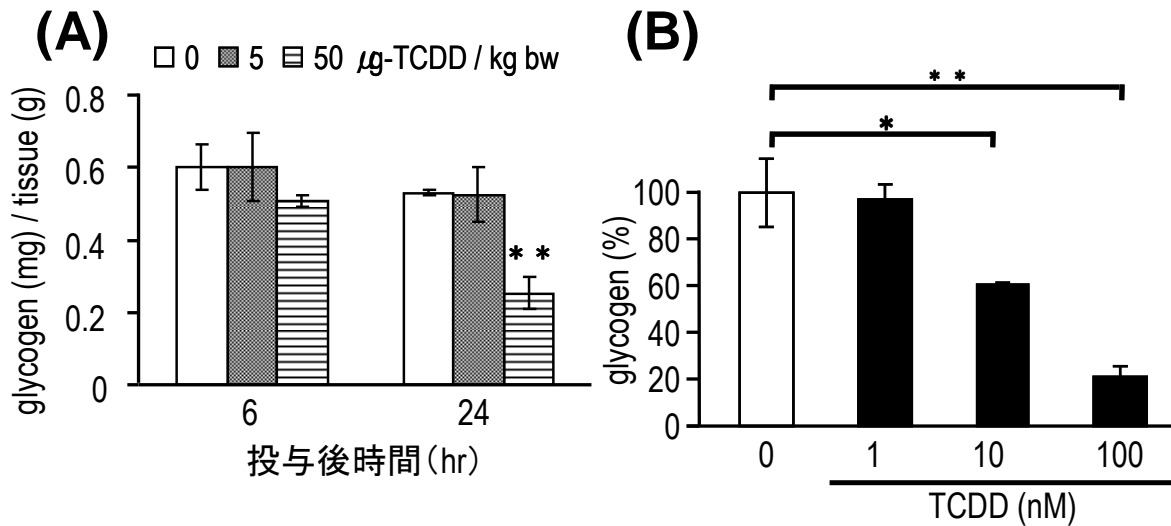 (A)
0 5 50 μg-TCDD / kg bw
glycogen (mg) / tissue (g)
0.8
0.6
0.4
0.2
0
**
6 24
投与後時間(hr)
(B)
**
*
glycogen (%)
100
80
60
40
20
0
0 1 10 100
TCDD (nM)